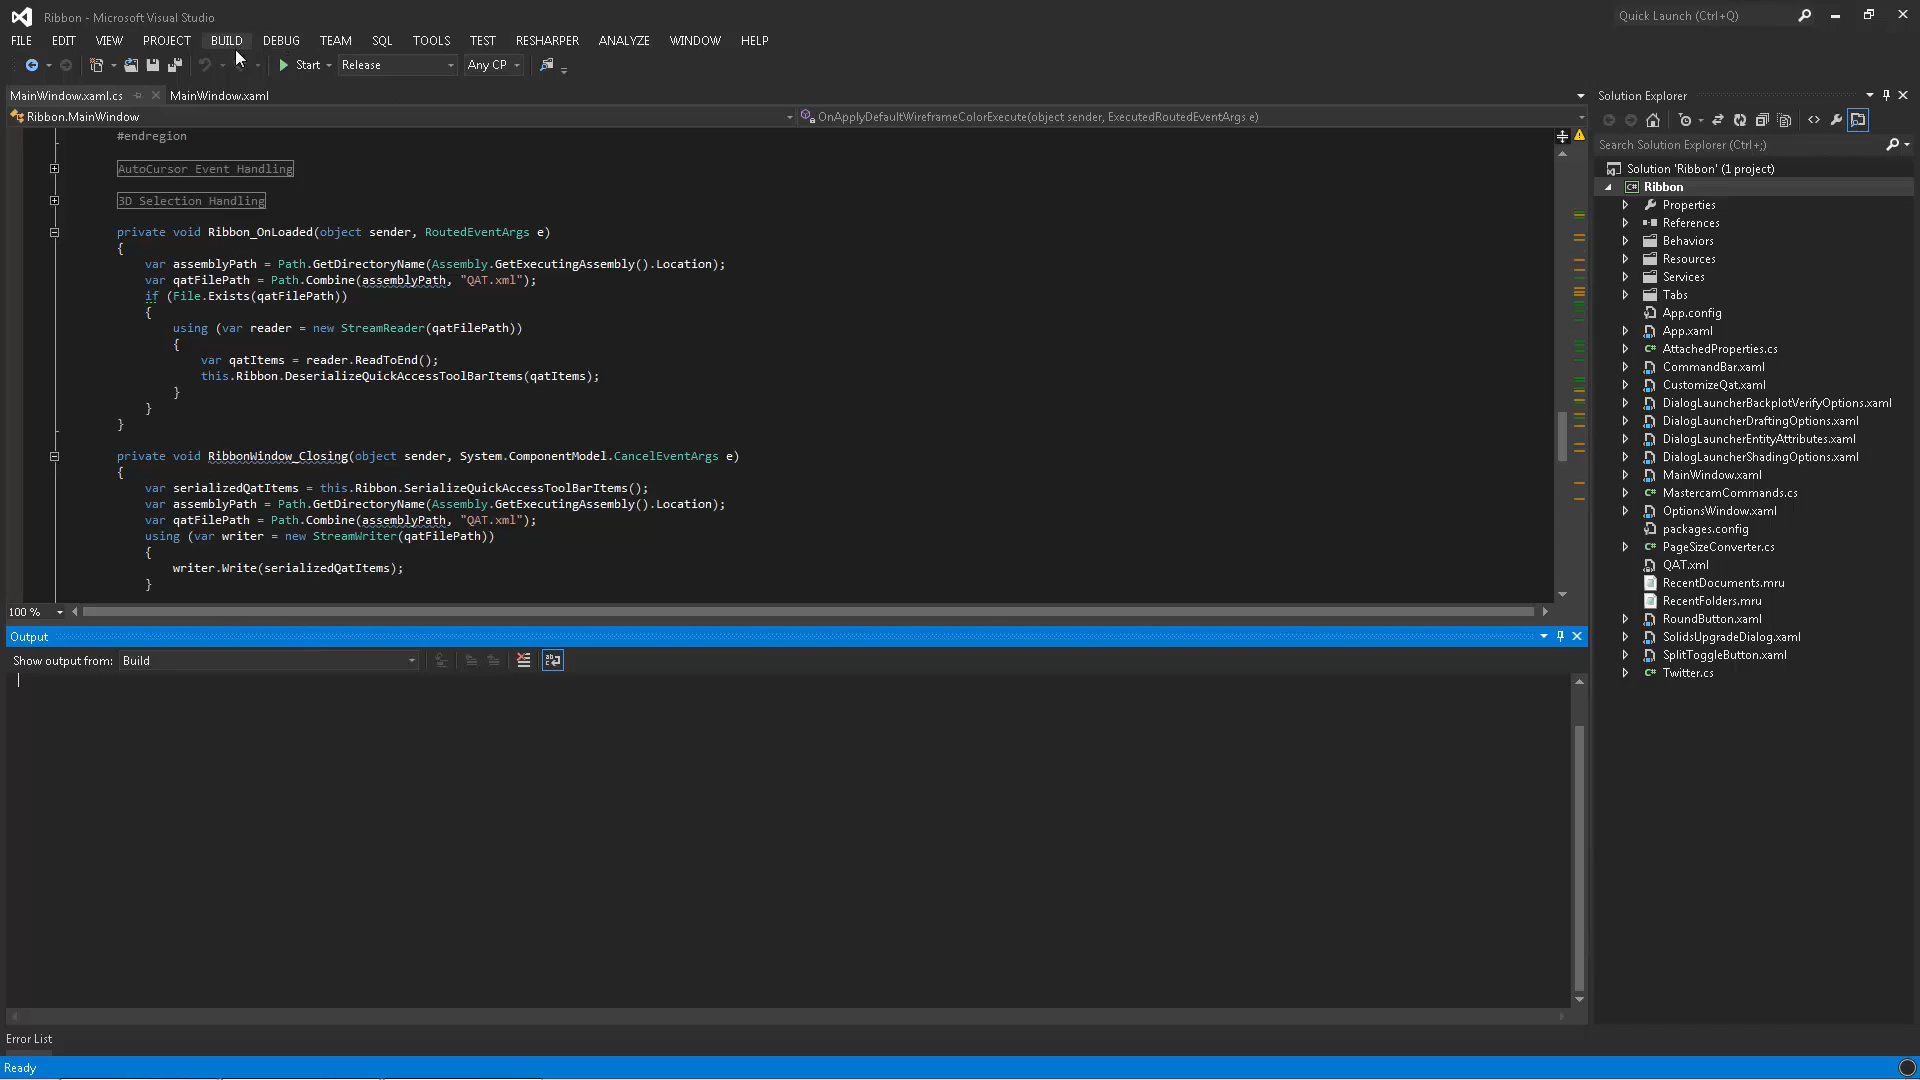 Ribbon - Microsoft Visual Studio
Quick Launch (Ctrl+Q)
FILE EDIT VIEW PROJECT BUILD DEBUG TEAM SQL TOOLS TEST RESHARPER ANALYZE WINDOW HELP
Start Release Any CP
MainWindow.xaml.cs MainWindow.xaml
Ribbon.MainWindow OnApplyDefaultWireframeColorExecute(object sender, ExecutedRoutedEventArgs e)
#endregion
AutoCursor Event Handling
3D Selection Handling
private void Ribbon_OnLoaded(object sender, RoutedEventArgs e)
{
var assemblyPath = Path.GetDirectoryName(Assembly.GetExecutingAssembly().Location);
var qatFilePath = Path.Combine(assemblyPath, "QAT.xml");
if (File.Exists(qatFilePath))
{
using (var reader = new StreamReader(qatFilePath))
{
var qatItems = reader.ReadToEnd();
this.Ribbon.DeserializeQuickAccessToolBarItems(qatItems);
}
}
}
private void RibbonWindow_Closing(object sender, System.ComponentModel.CancelEventArgs e)
{
var serializedQatItems = this.Ribbon.SerializeQuickAccessToolBarItems();
var assemblyPath = Path.GetDirectoryName(Assembly.GetExecutingAssembly().Location);
var qatFilePath = Path.Combine(assemblyPath, "QAT.xml");
using (var writer = new StreamWriter(qatFilePath))
{
writer.Write(serializedQatItems);
}
100 %
Output
Show output from: Build
Error List
Ready
Solution Explorer
Search Solution Explorer (Ctrl+;)
Solution 'Ribbon' (1 project)
C# Ribbon
Properties
References
Behaviors
Resources
Services
Tabs
App.config
App.xaml
C# AttachedProperties.cs
CommandBar.xaml
CustomizeQat.xaml
DialogLauncherBackplotVerifyOptions.xaml
DialogLauncherDraftingOptions.xaml
DialogLauncherEntityAttributes.xaml
DialogLauncherShadingOptions.xaml
MainWindow.xaml
C# MastercamCommands.cs
OptionsWindow.xaml
packages.config
C# PageSizeConverter.cs
QAT.xml
RecentDocuments.mru
RecentFolders.mru
RoundButton.xaml
SolidsUpgradeDialog.xaml
SplitToggleButton.xaml
C# Twitter.cs